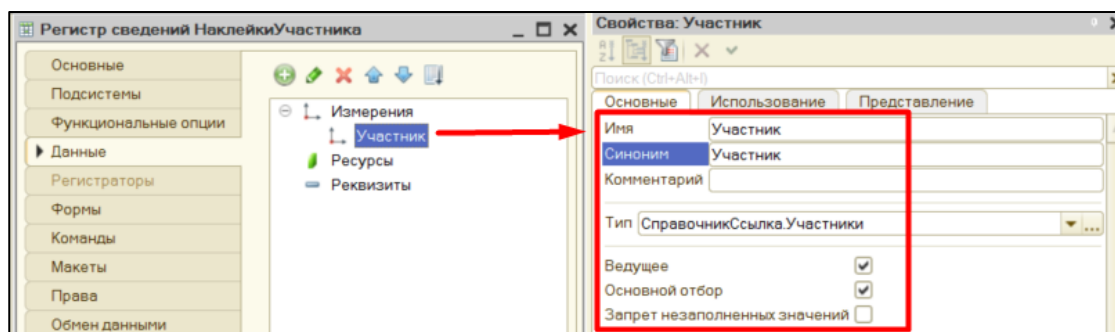 Регистр сведений НаклейкиУчастника
Основные
Подсистемы
Функциональные опции
Данные
Регистраторы
Формы
Команды
Макеты
Права
Обмен данными
Измерения
Участник
Ресурсы
Реквизиты
Свойства: Участник
Поиск (Ctrl+Alt+I)
Основные Использование Представление
Имя Участник
Синоним Участник
Комментарий
Тип СправочникСсылка.Участники
Ведущее
Основной отбор
Запрет незаполненных значений